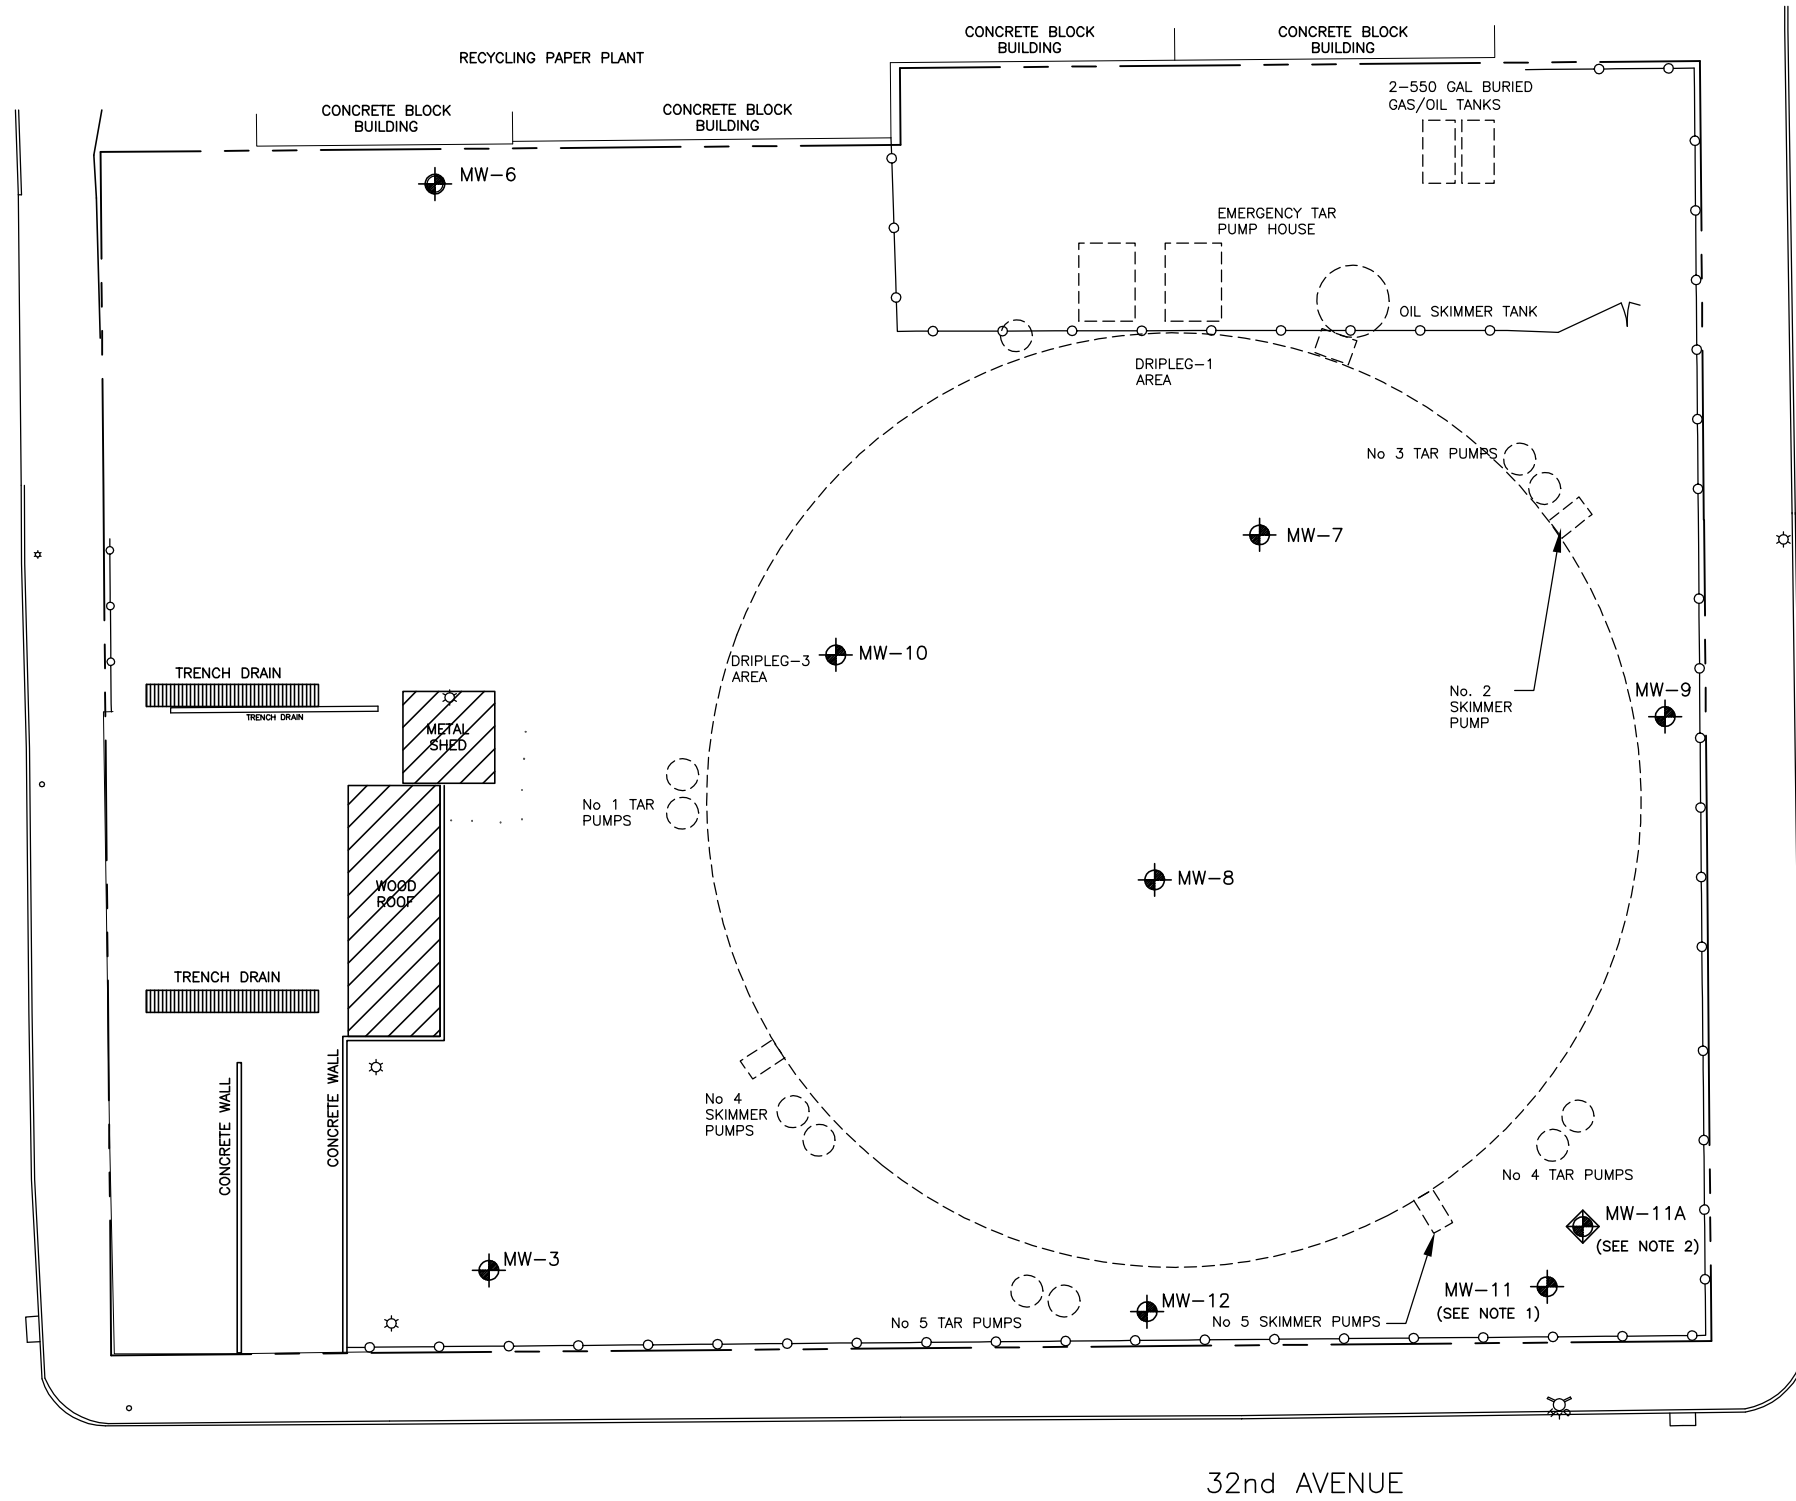 CONCRETE BLOCK
BUILDING
CONCRETE BLOCK
BUILDING
RECYCLING PAPER PLANT
2-550 GAL BURIED
GAS/OIL TANKS
CONCRETE BLOCK
BUILDING
CONCRETE BLOCK
BUILDING
MW-6
EMERGENCY TAR
PUMP HOUSE
OIL SKIMMER TANK
DRIPLEG-1
AREA
No 3 TAR PUMPS
MW-7
MW-10
DRIPLEG-3
AREA
TRENCH DRAIN
TRENCH DRAIN
No. 2
SKIMMER
PUMP
MW-9
METAL
SHED
No 1 TAR
PUMPS
MW-8
WOOD
ROOF
TRENCH DRAIN
CONCRETE WALL
CONCRETE WALL
No 4
SKIMMER
PUMPS
No 4 TAR PUMPS
MW-11A
(SEE NOTE 2)
MW-3
MW-12
MW-11
(SEE NOTE 1)
No 5 TAR PUMPS
No 5 SKIMMER PUMPS
32nd AVENUE